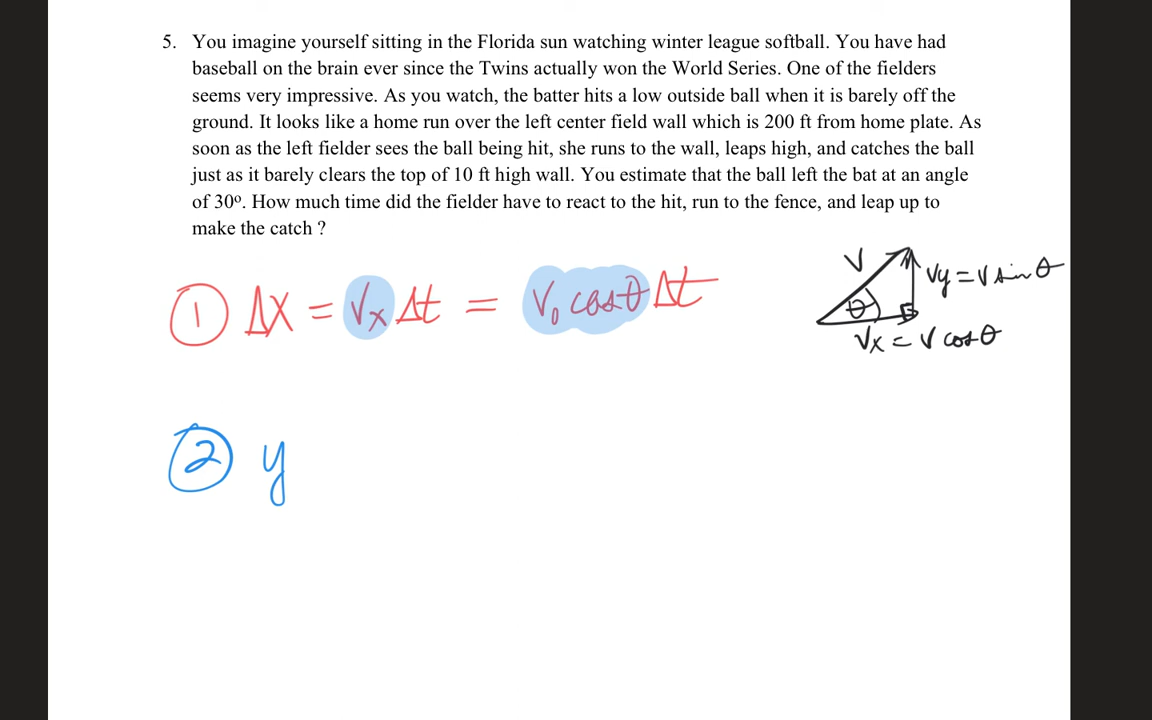 5. You imagine yourself sitting in the Florida sun watching winter league softball. You have had
baseball on the brain ever since the Twins actually won the World Series. One of the fielders
seems very impressive. As you watch, the batter hits a low outside ball when it is barely off the
ground. It looks like a home run over the left center field wall which is 200 ft from home plate. As
soon as the left fielder sees the ball being hit, she runs to the wall, leaps high, and catches the ball
just as it barely clears the top of 10 ft high wall. You estimate that the ball left the bat at an angle
of 30º. How much time did the fielder have to react to the hit, run to the fence, and leap up to
make the catch ?
V
Vy = V sin θ
θ
Vx = V cos θ
① ΔX = Vx Δt = V₀ cosθ Δt
② y